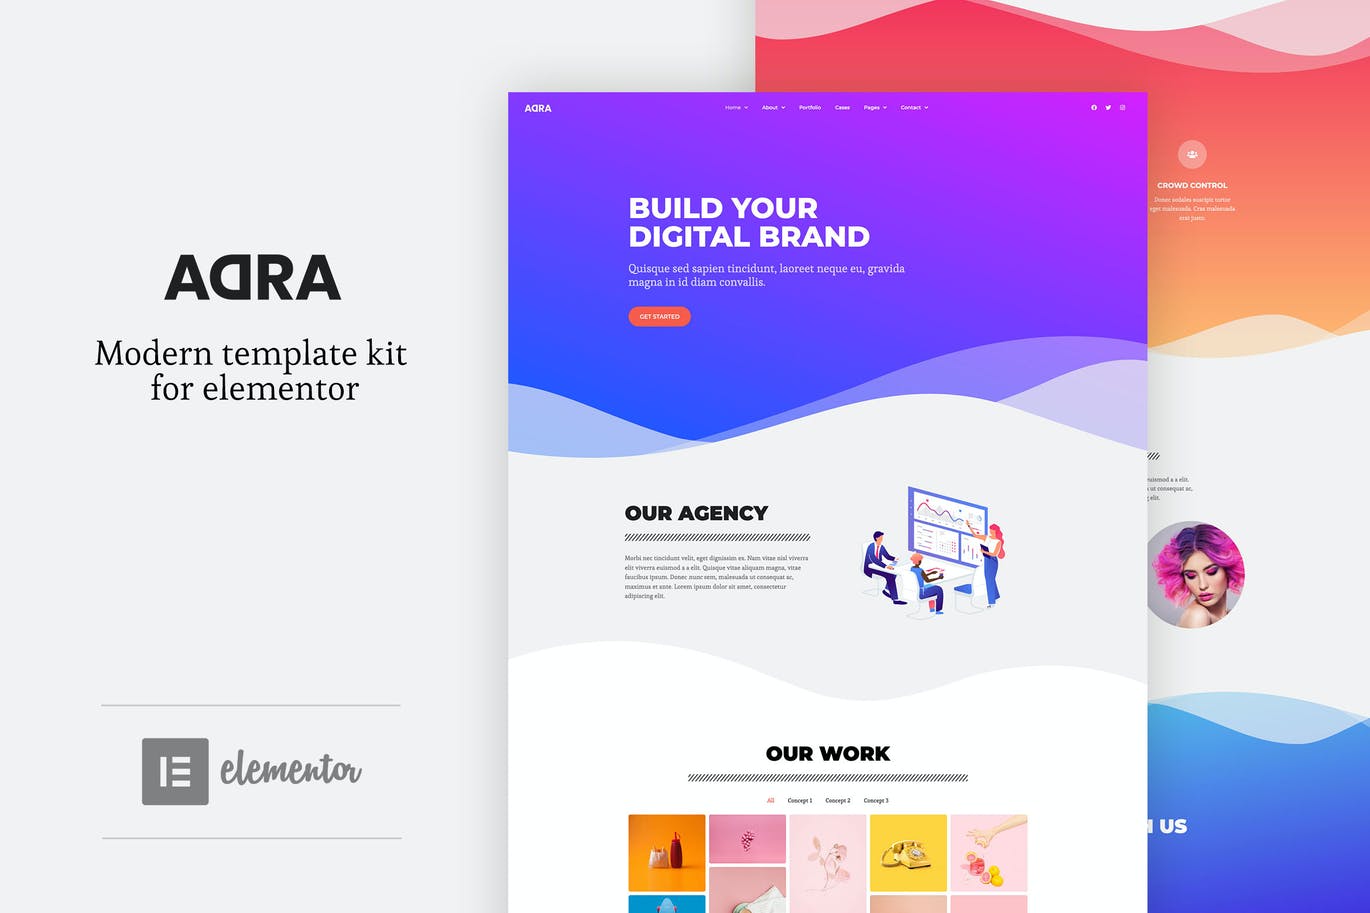 ADRA
Modern template kit
for elementor
elementor
ADRA
Home
About
Portfolio
Cases
Pages
Contact
BUILD YOUR
DIGITAL BRAND
Quisque sed sapien tincidunt, laoreet neque eu, gravida
magna in id diam convallis.
GET STARTED
OUR AGENCY
Morbi nec tincidunt velit, eget dignissim ex. Nam vitae nisl viverra
elit viverra euismod a a elit. Quisque vitae aliquam magna, vitae
faucibus ipsum. Donec nunc sem, malesuada ut consequat ac,
maximus et ante. Lorem ipsum dolor sit amet, consectetur
adipiscing elit.
OUR WORK
All
Concept 1
Concept 2
Concept 3
CROWD CONTROL
Donec sodales suscipit tortor
eget malesuada. Cras malesuada
erat justo.
euismod a a elit.
ut consequat ac,
elit.
US